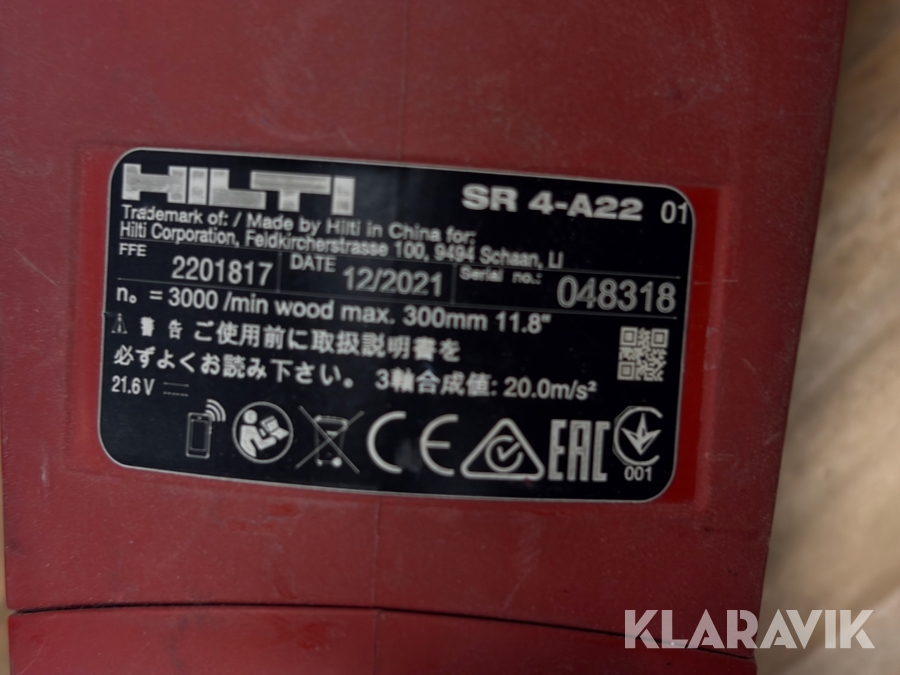 HILTI SR 4-A22 01
Trademark of: / Made by Hilti in China for:
Hilti Corporation, Feldkircherstrasse 100, 9494 Schaan, LI
FFE 2201817 DATE 12/2021 Serial no.: 048318
n₀ = 3000 /min wood max. 300mm 11.8"
⚠ 警告 ご使用前に取扱説明書を
必ずよくお読み下さい。 3軸合成値: 20.0m/s²
21.6 V
CE EAC
001
KLARAVIK